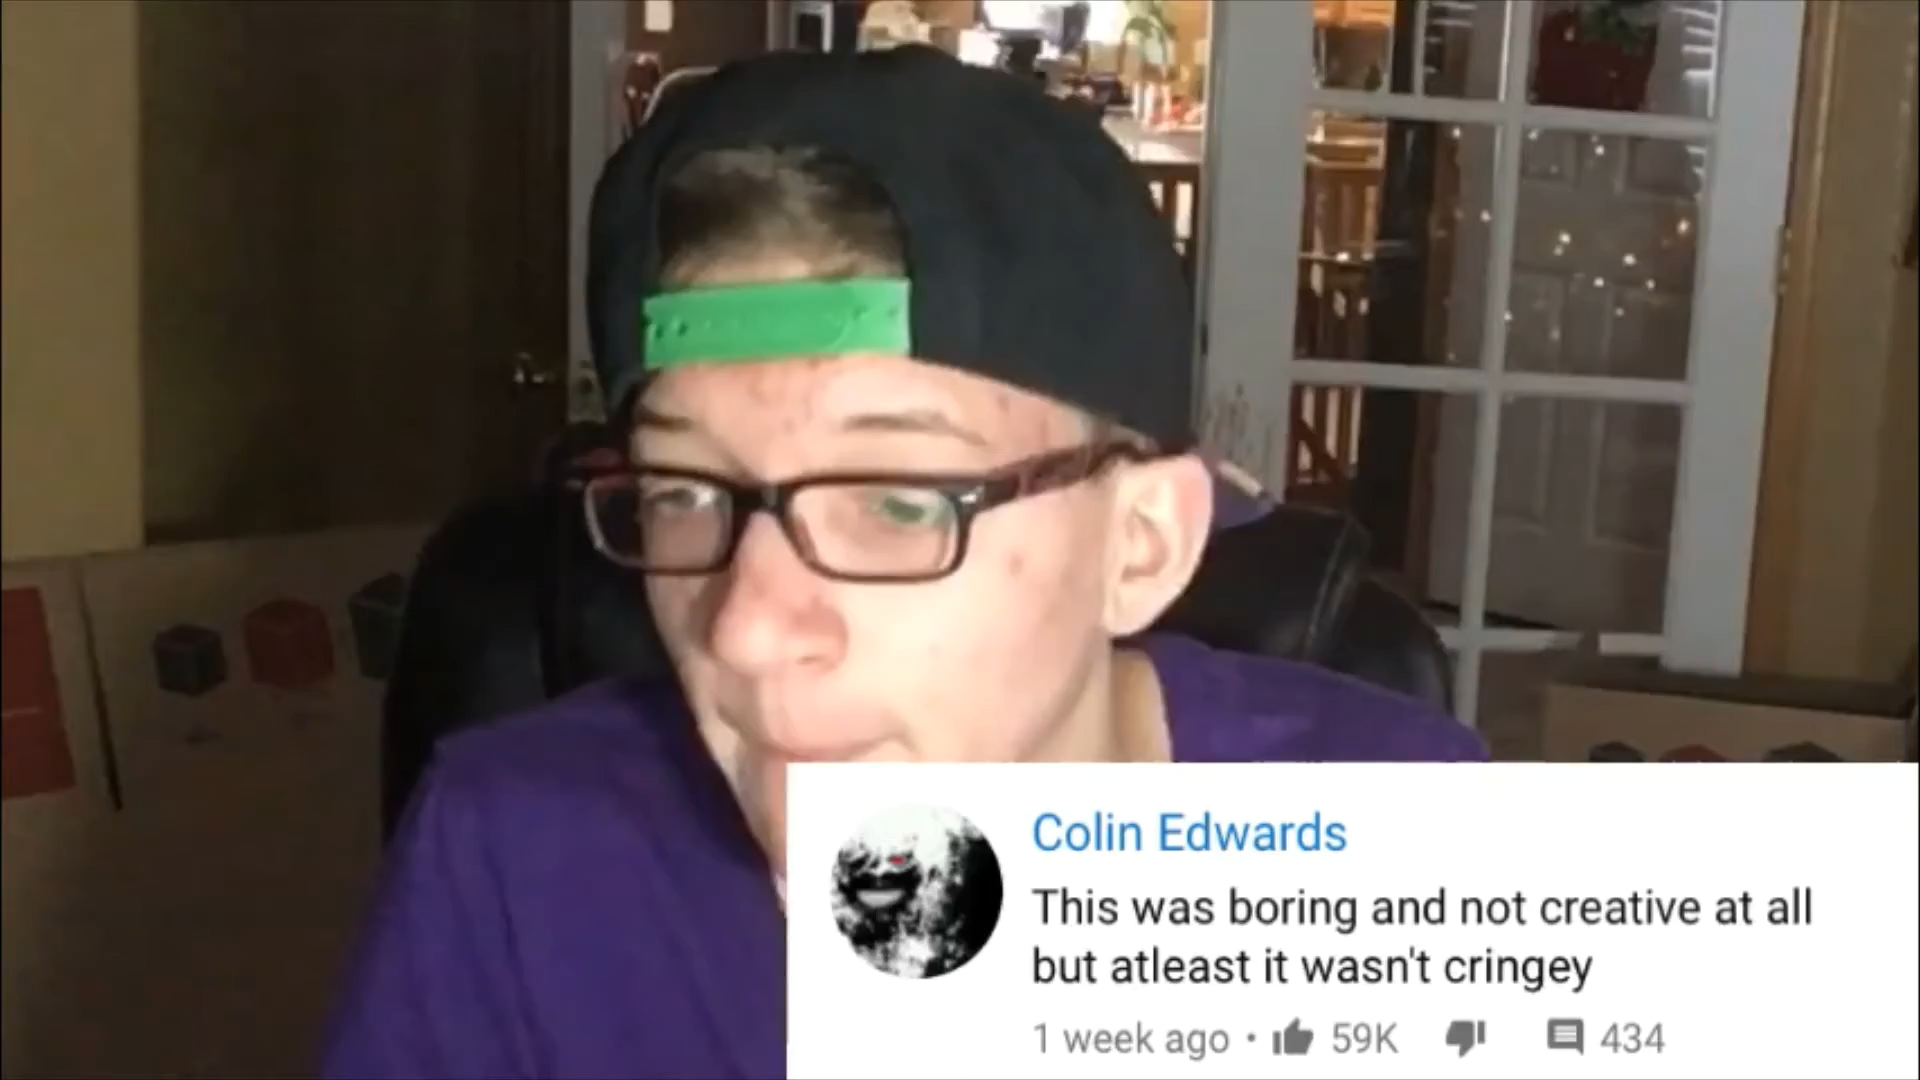 Colin Edwards
This was boring and not creative at all
but atleast it wasn't cringey
1 week ago • 59K 434